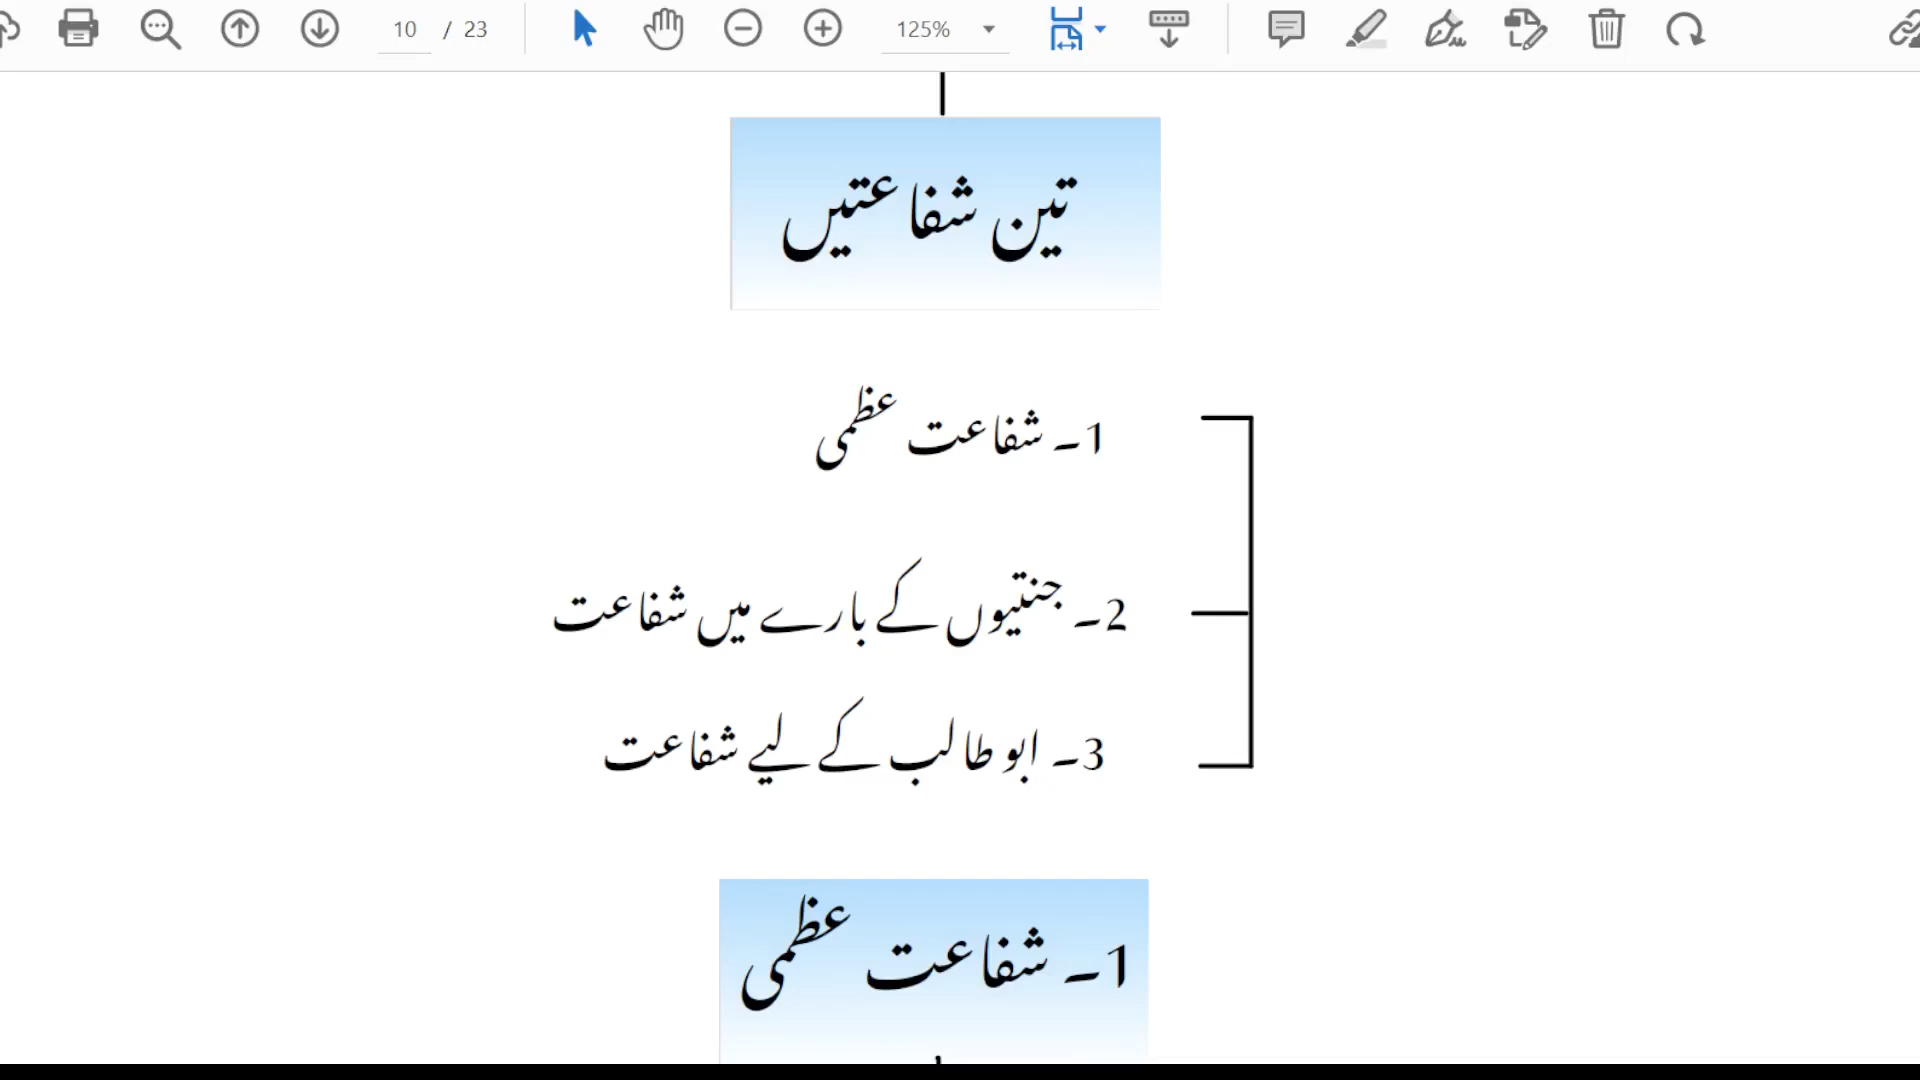 10 / 23
125%
تین شفاعتیں
1۔ شفاعت عظمی
2۔ جنتیوں کے بارے میں شفاعت
3۔ ابو طالب کے لیے شفاعت
1۔ شفاعت عظمی